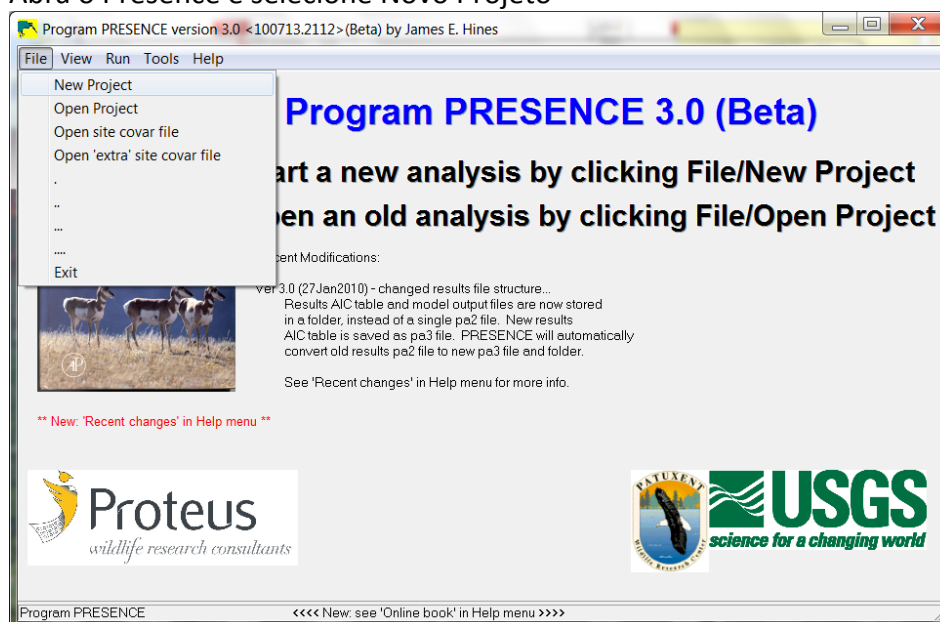 Abra o Presence e selecione Novo Projeto
Program PRESENCE version 3.0 <100713.2112>(Beta) by James E. Hines
File View Run Tools Help
New Project
Open Project
Open site covar file
Open 'extra' site covar file
.
..
...
....
Exit
Program PRESENCE 3.0 (Beta)
art a new analysis by clicking File/New Project
pen an old analysis by clicking File/Open Project
cent Modifications:
Ver 3.0 (27Jan2010) - changed results file structure...
Results AIC table and model output files are now stored
in a folder, instead of a single pa2 file. New results
AIC table is saved as pa3 file. PRESENCE will automatically
convert old results pa2 file to new pa3 file and folder.
See 'Recent changes' in Help menu for more info.
AP
** New: 'Recent changes' in Help menu **
Proteus
wildlife research consultants
PATUXENT
Wildlife Research Center
USGS
science for a changing world
Program PRESENCE
<<<< New: see 'Online book' in Help menu >>>>